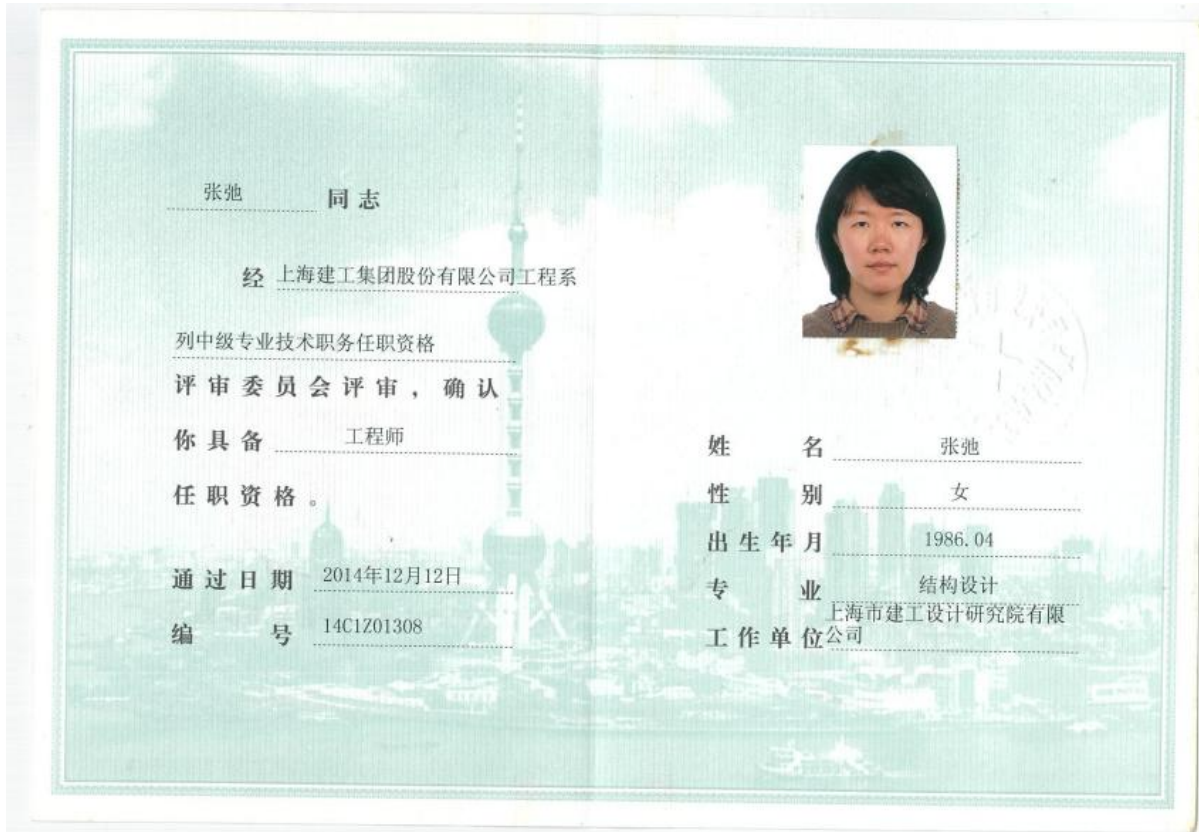 张弛 同志
经 上海建工集团股份有限公司工程系
列中级专业技术职务任职资格
评审委员会评审，确认
你具备 工程师
任职资格。
通过日期 2014年12月12日
编号 14C1Z01308
姓名 张弛
性别 女
出生年月 1986.04
专业 结构设计
工作单位 上海市建工设计研究院有限
公司